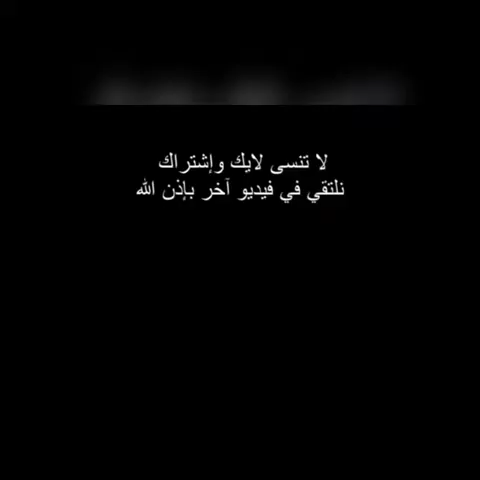 لا تنسى لايك وإشتراك
نلتقي في فيديو آخر بإذن الله